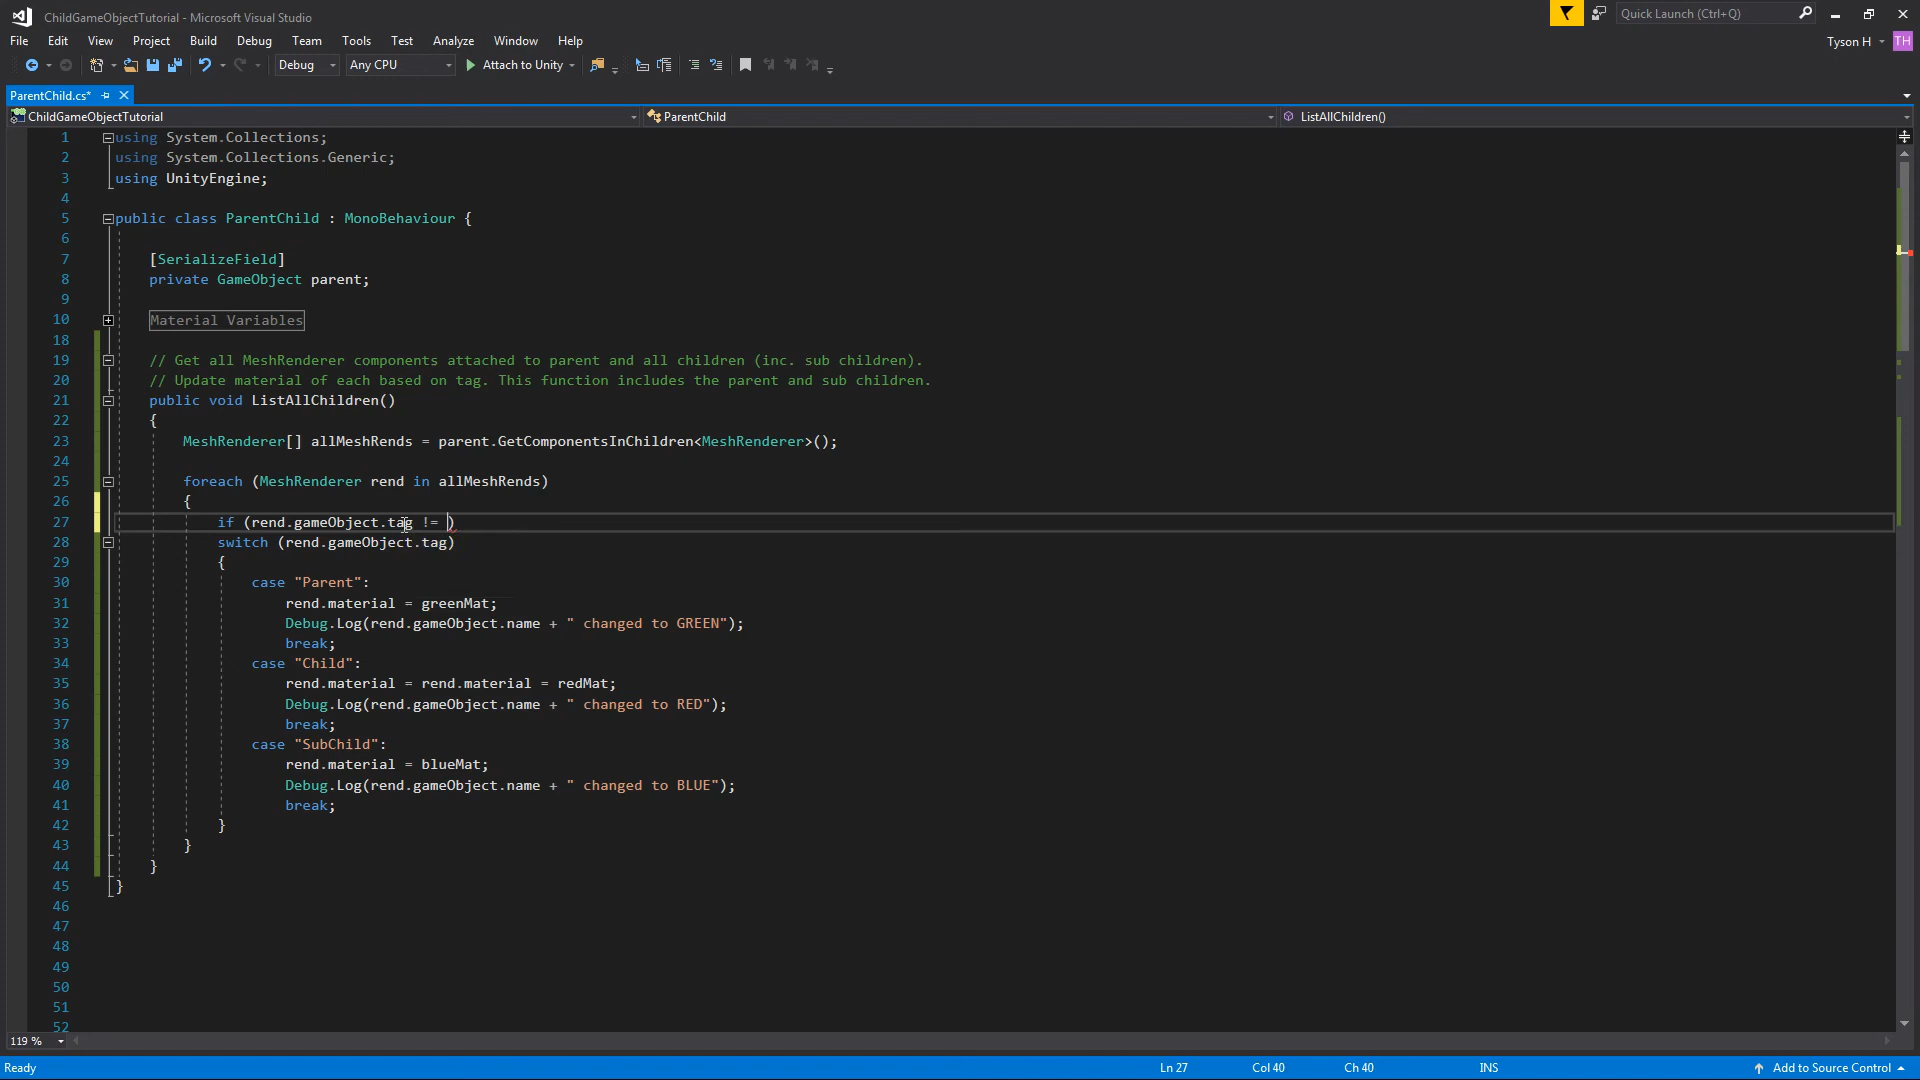 ChildGameObjectTutorial - Microsoft Visual Studio
Quick Launch (Ctrl+Q)
File Edit View Project Build Debug Team Tools Test Analyze Window Help
Tyson H TH
Debug Any CPU Attach to Unity
ParentChild.cs*
ChildGameObjectTutorial ParentChild ListAllChildren()
1 using System.Collections;
2 using System.Collections.Generic;
3 using UnityEngine;
4
5 public class ParentChild : MonoBehaviour {
6
7 [SerializeField]
8 private GameObject parent;
9
10 Material Variables
18
19 // Get all MeshRenderer components attached to parent and all children (inc. sub children).
20 // Update material of each based on tag. This function includes the parent and sub children.
21 public void ListAllChildren()
22 {
23 MeshRenderer[] allMeshRends = parent.GetComponentsInChildren<MeshRenderer>();
24
25 foreach (MeshRenderer rend in allMeshRends)
26 {
27 if (rend.gameObject.tag != )
28 switch (rend.gameObject.tag)
29 {
30 case "Parent":
31 rend.material = greenMat;
32 Debug.Log(rend.gameObject.name + " changed to GREEN");
33 break;
34 case "Child":
35 rend.material = rend.material = redMat;
36 Debug.Log(rend.gameObject.name + " changed to RED");
37 break;
38 case "SubChild":
39 rend.material = blueMat;
40 Debug.Log(rend.gameObject.name + " changed to BLUE");
41 break;
42 }
43 }
44 }
45 }
46
47
48
49
50
51
52
119 %
Ready Ln 27 Col 40 Ch 40 INS Add to Source Control